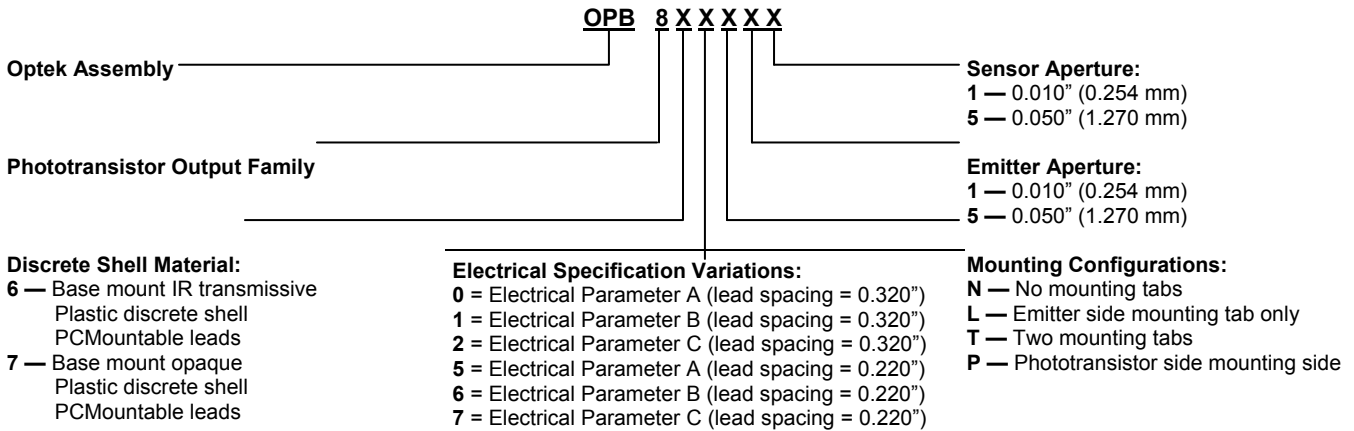 OPB 8 X X X X X
Optek Assembly
Sensor Aperture:
1 — 0.010” (0.254 mm)
5 — 0.050” (1.270 mm)
Phototransistor Output Family
Emitter Aperture:
1 — 0.010” (0.254 mm)
5 — 0.050” (1.270 mm)
Discrete Shell Material:
6 — Base mount IR transmissive
Plastic discrete shell
PCMountable leads
7 — Base mount opaque
Plastic discrete shell
PCMountable leads
Electrical Specification Variations:
0 = Electrical Parameter A (lead spacing = 0.320”)
1 = Electrical Parameter B (lead spacing = 0.320”)
2 = Electrical Parameter C (lead spacing = 0.320”)
5 = Electrical Parameter A (lead spacing = 0.220”)
6 = Electrical Parameter B (lead spacing = 0.220”)
7 = Electrical Parameter C (lead spacing = 0.220”)
Mounting Configurations:
N — No mounting tabs
L — Emitter side mounting tab only
T — Two mounting tabs
P — Phototransistor side mounting side